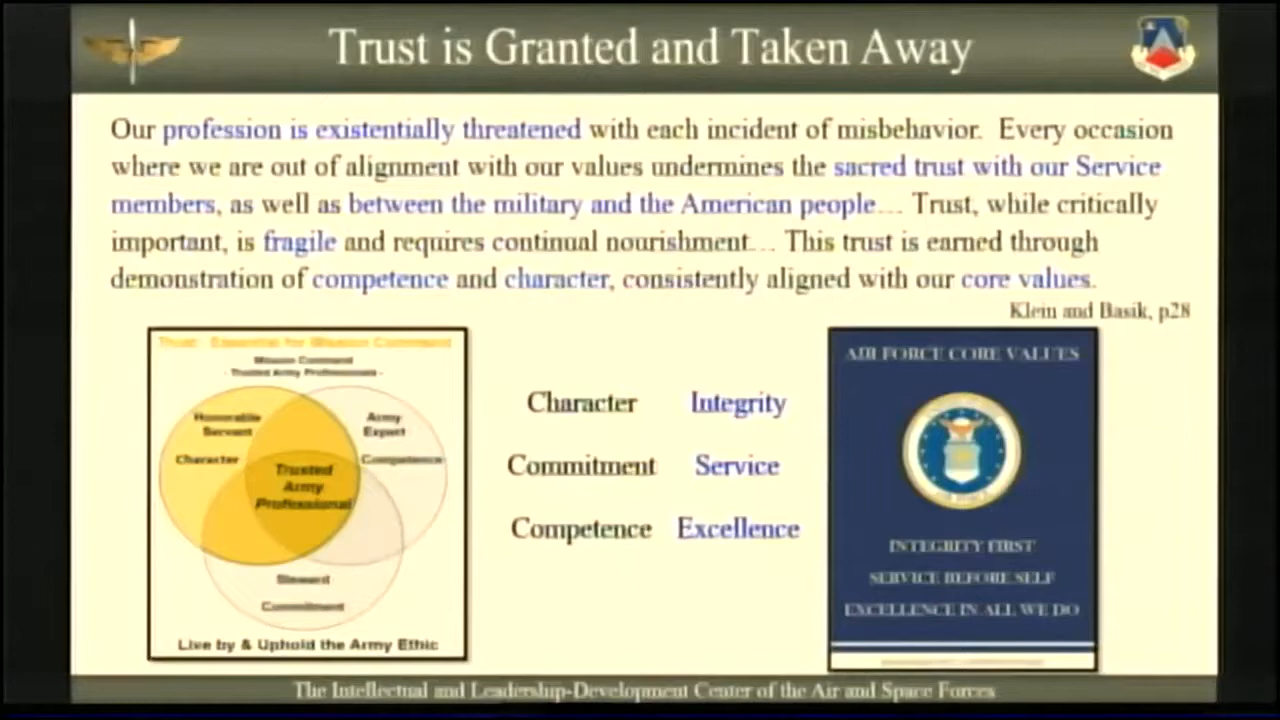 Trust is Granted and Taken Away
Our profession is existentially threatened with each incident of misbehavior. Every occasion
where we are out of alignment with our values undermines the sacred trust with our Service
members, as well as between the military and the American people… Trust, while critically
important, is fragile and requires continual nourishment… This trust is earned through
demonstration of competence and character, consistently aligned with our core values.
Klein and Basik, p28
Trust: Essential for Mission Command
Mission Command
- Trusted Army Professionals -
Honorable
Servant
Character
Army
Expert
Competence
Trusted
Army
Professional
Steward
Commitment
Live by & Uphold the Army Ethic
Character Integrity
Commitment Service
Competence Excellence
AIR FORCE CORE VALUES
INTEGRITY FIRST
SERVICE BEFORE SELF
EXCELLENCE IN ALL WE DO
The Intellectual and Leadership-Development Center of the Air and Space Forces